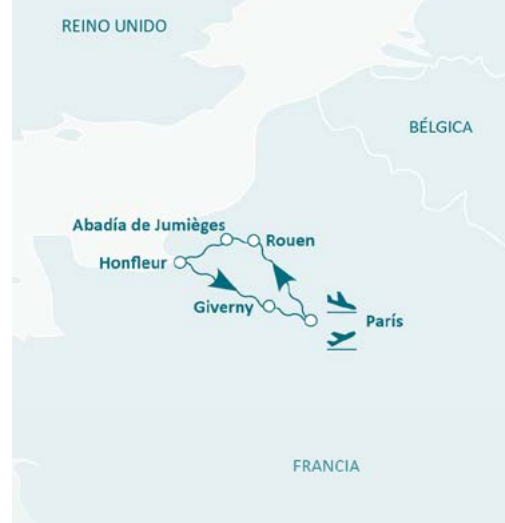 REINO UNIDO
BÉLGICA
Abadía de Jumièges
Rouen
Honfleur
Giverny
París
FRANCIA